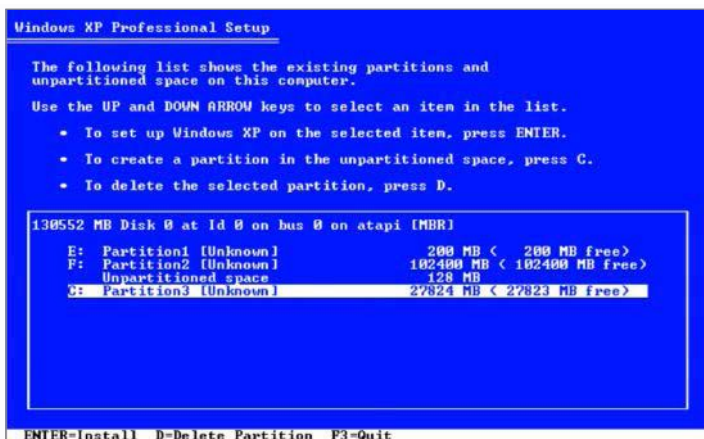 Windows XP Professional Setup
The following list shows the existing partitions and
unpartitioned space on this computer.
Use the UP and DOWN ARROW keys to select an item in the list.
• To set up Windows XP on the selected item, press ENTER.
• To create a partition in the unpartitioned space, press C.
• To delete the selected partition, press D.
130552 MB Disk 0 at Id 0 on bus 0 on atapi [MBR]
E: Partition1 [Unknown] 200 MB ( 200 MB free)
F: Partition2 [Unknown] 102400 MB ( 102400 MB free)
Unpartitioned space 128 MB
C: Partition3 [Unknown] 27824 MB ( 27823 MB free)
ENTER=Install D=Delete Partition F3=Quit